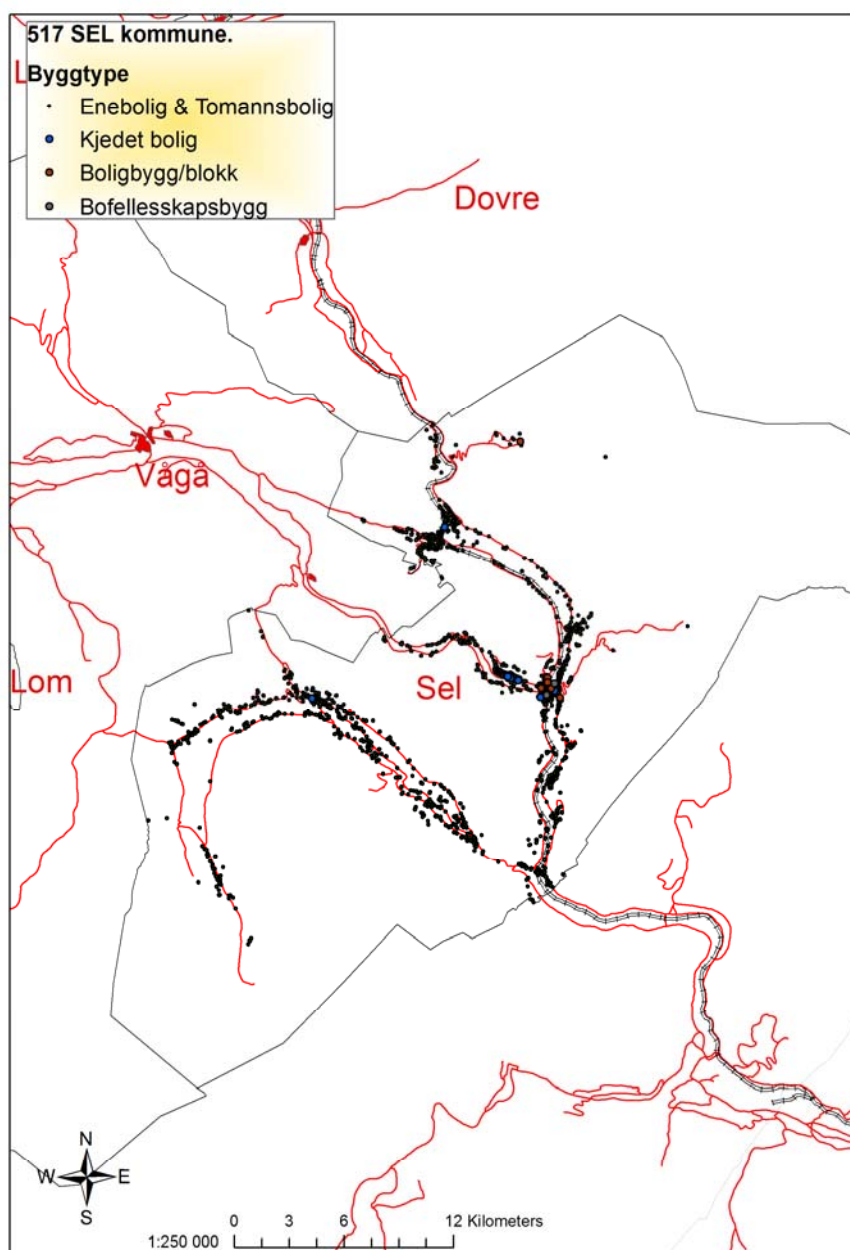 517 SEL kommune.
L
Byggtype
Enebolig & Tomannsbolig
Kjedet bolig
Boligbygg/blokk
Bofellesskapsbygg
Dovre
Vågå
Lom
Sel
N
W E
S
0 3 6 12 Kilometers
1:250 000